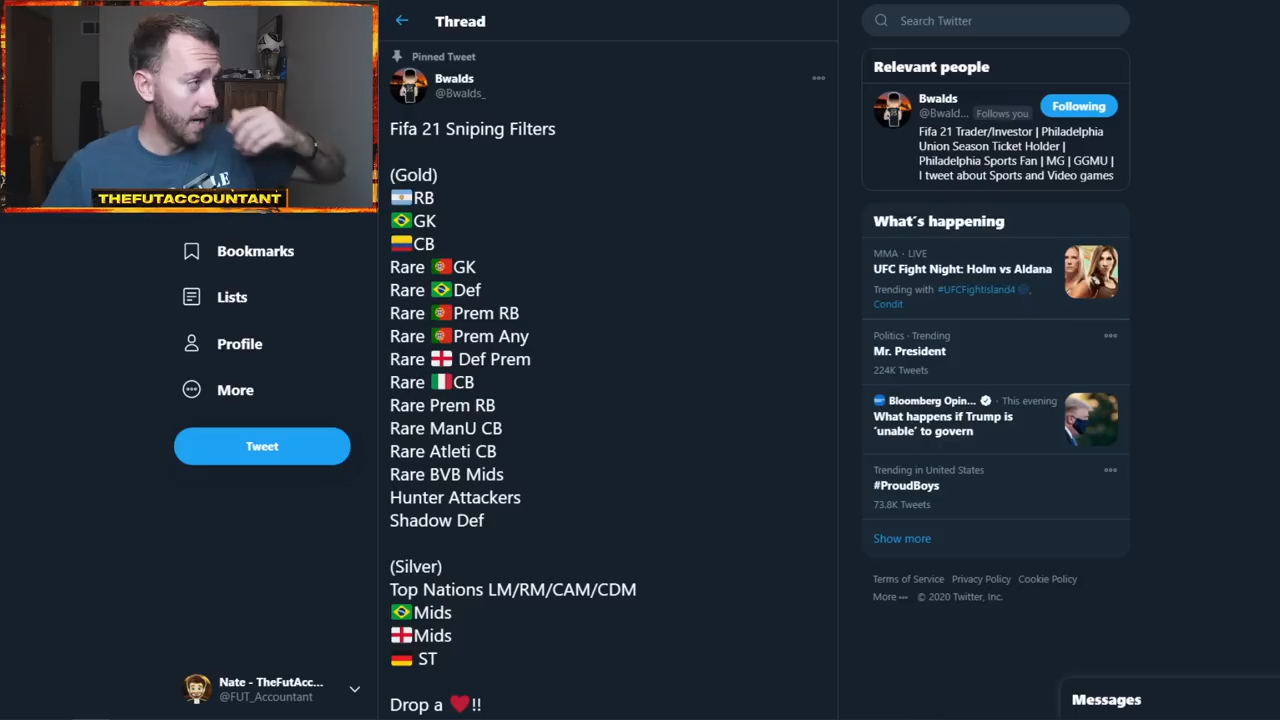 THEFUTACCOUNTANT
Bookmarks
Lists
Profile
More
Tweet
Nate - TheFutAcc...
@FUT_Accountant
Thread
Pinned Tweet
Bwalds
@Bwalds_
Fifa 21 Sniping Filters
(Gold)
🇦🇷RB
🇧🇷GK
🇨🇴CB
Rare 🇵🇹GK
Rare 🇧🇷Def
Rare 🇵🇹Prem RB
Rare 🇵🇹Prem Any
Rare 🏴󠁧󠁢󠁥󠁮󠁧󠁿 Def Prem
Rare 🇮🇹CB
Rare Prem RB
Rare ManU CB
Rare Atleti CB
Rare BVB Mids
Hunter Attackers
Shadow Def
(Silver)
Top Nations LM/RM/CAM/CDM
🇧🇷Mids
🏴󠁧󠁢󠁥󠁮󠁧󠁿Mids
🇩🇪 ST
Drop a ❤️!!
Search Twitter
Relevant people
Bwalds
@Bwald... Follows you
Following
Fifa 21 Trader/Investor | Philadelphia
Union Season Ticket Holder |
Philadelphia Sports Fan | MG | GGMU |
I tweet about Sports and Video games
What's happening
MMA · LIVE
UFC Fight Night: Holm vs Aldana
Trending with #UFCFightIsland4,
Condit
Politics · Trending
Mr. President
224K Tweets
Bloomberg Opin... · This evening
What happens if Trump is
'unable' to govern
Trending in United States
#ProudBoys
73.8K Tweets
Show more
Terms of Service Privacy Policy Cookie Policy
More ··· © 2020 Twitter, Inc.
Messages